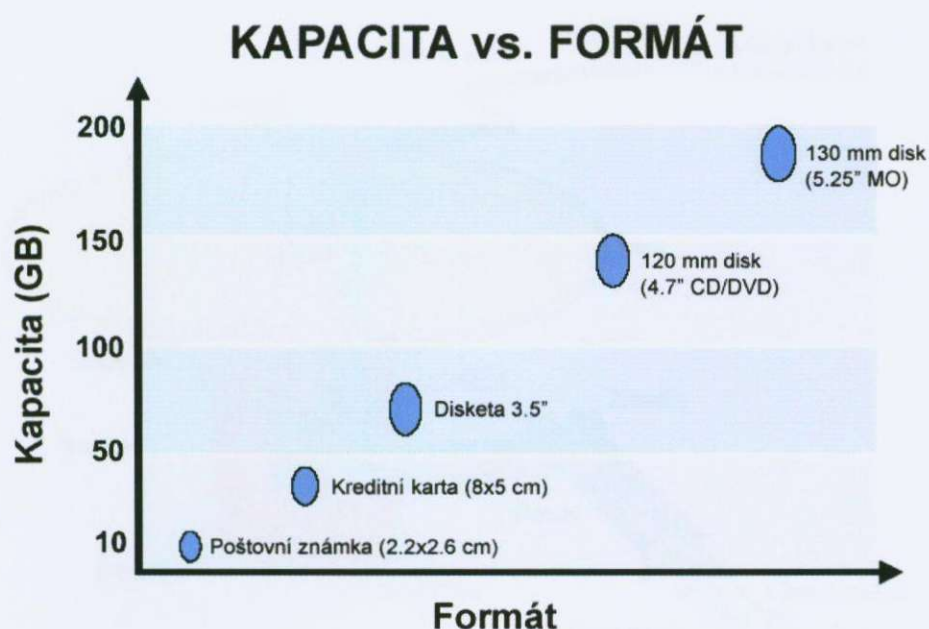 KAPACITA vs. FORMÁT
Kapacita (GB)
200
150
100
50
10
130 mm disk
(5.25" MO)
120 mm disk
(4.7" CD/DVD)
Disketa 3.5"
Kreditní karta (8x5 cm)
Poštovní známka (2.2x2.6 cm)
Formát